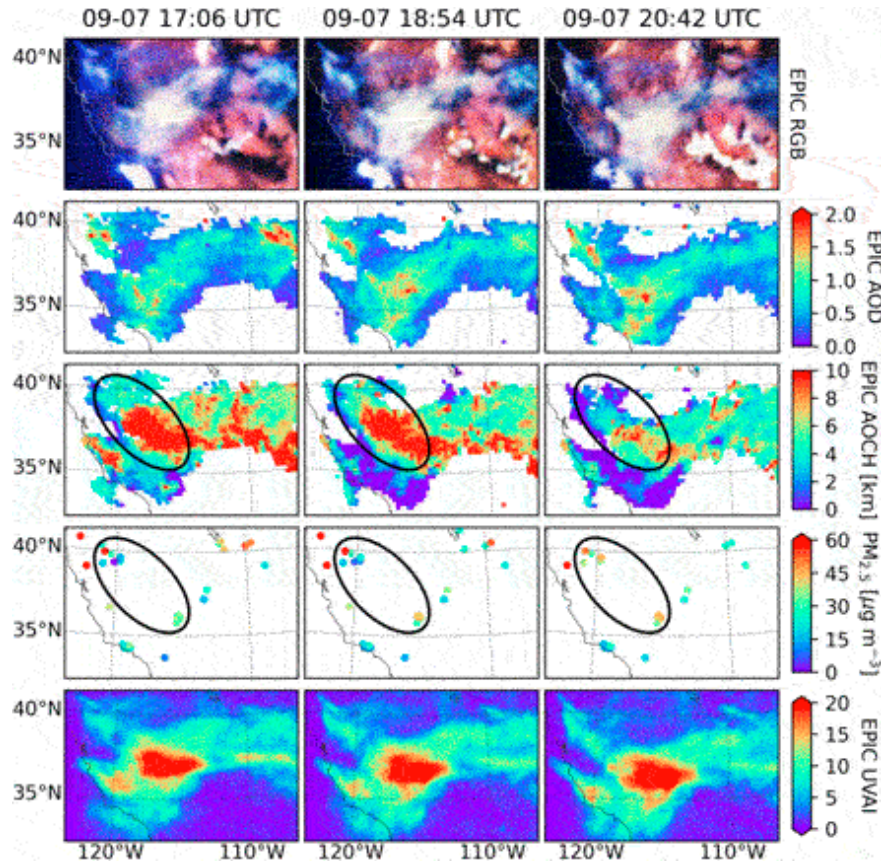 09-07 17:06 UTC 09-07 18:54 UTC 09-07 20:42 UTC
40°N
35°N
EPIC RGB
40°N
35°N
2.0
1.5
1.0
0.5
0.0
EPIC AOD
40°N
35°N
10
8
6
4
2
0
EPIC AOCH [km]
40°N
35°N
60
45
30
15
0
PM2.5 [μg m−3]
40°N
35°N
20
15
10
5
0
EPIC UVAI
120°W 110°W 120°W 110°W 120°W 110°W